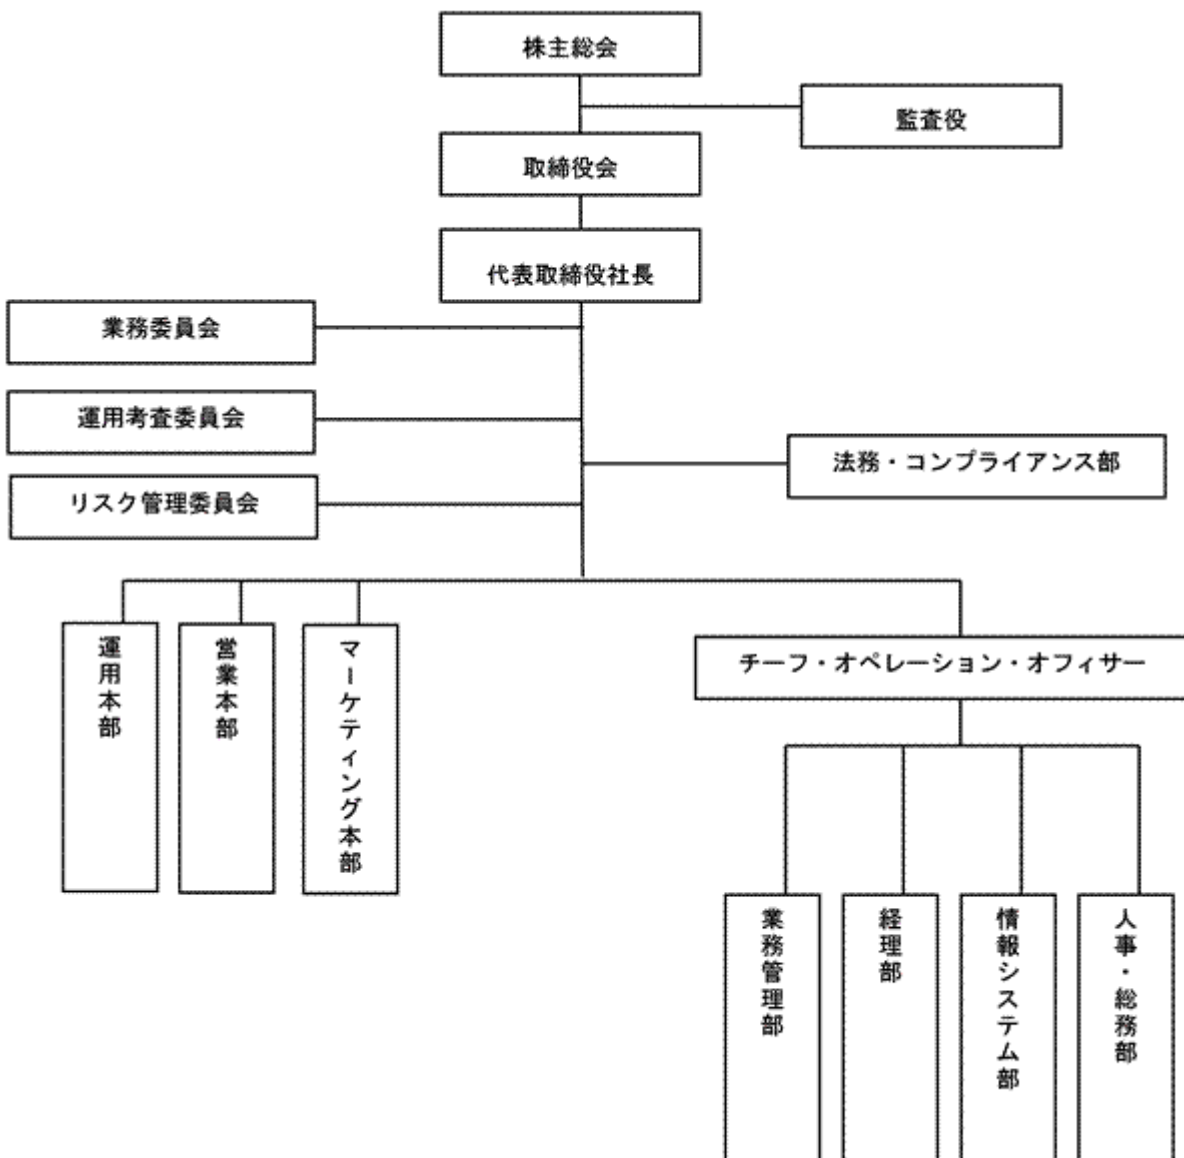 株主総会
監査役
取締役会
代表取締役社長
業務委員会
運用考査委員会
法務・コンプライアンス部
リスク管理委員会
運用本部
営業本部
マーケティング本部
チーフ・オペレーション・オフィサー
業務管理部
経理部
情報システム部
人事・総務部